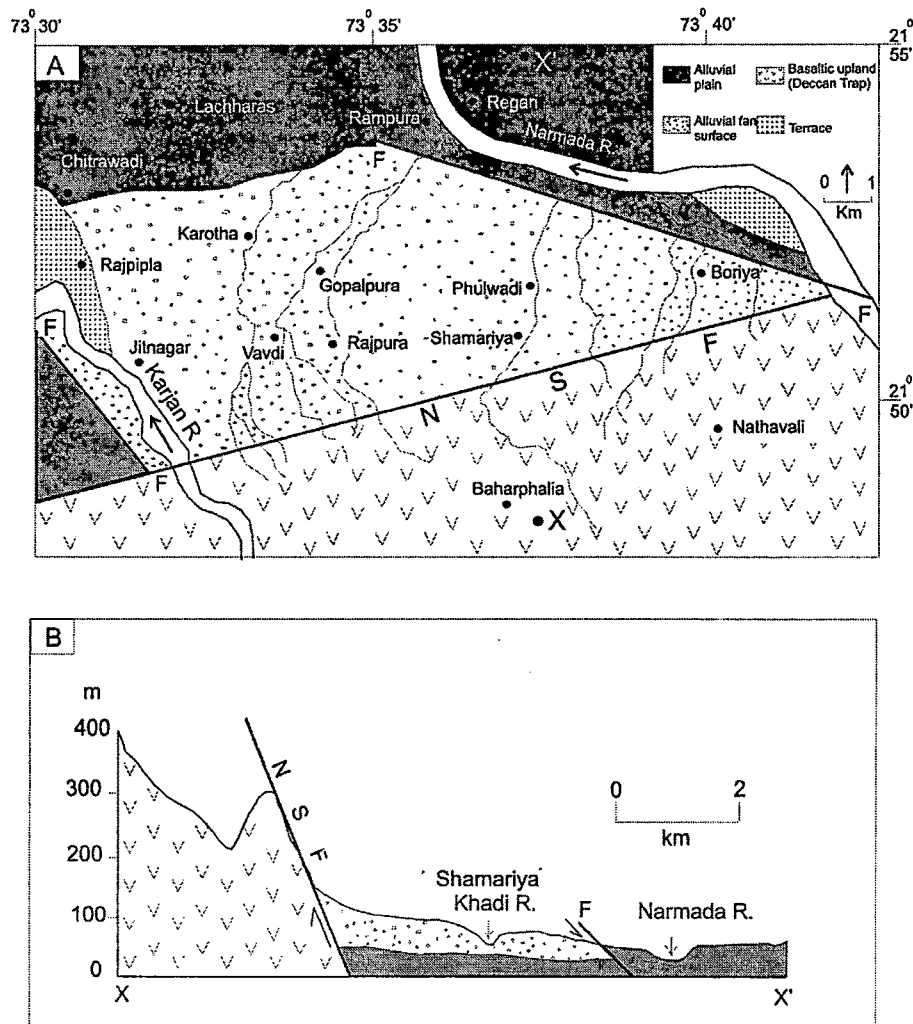 73° 30'
73° 35'
73° 40'
21°
55'
A
X
Alluvial
plain
Basaltic upland
(Deccan Trap)
Alluvial fan
surface
Terrace
Lachharas
Regan
Rampura
Narmada R.
Chitrawadi
F
0 1
Km
Karotha
Rajpipla
Gopalpura
Phulwadi
Boriya
F
F
Jitnagar
Vavdi
Rajpura
Shamariya
Karjan R.
N S F
21°
50'
Nathavali
F
Baharphalia
X
B
m
400
300
200
100
0
N S F
0 2
km
Shamariya
Khadi R.
F
Narmada R.
X
X'